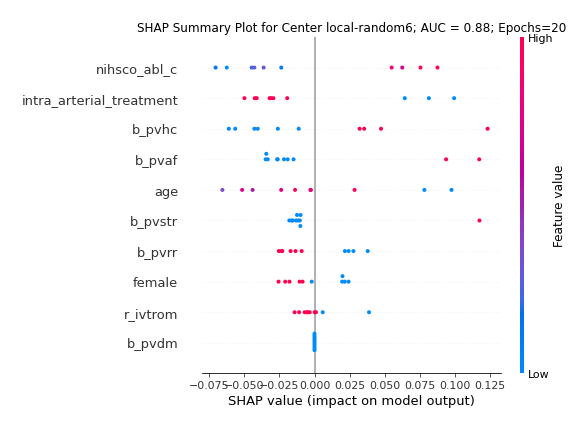 SHAP Summary Plot for Center local-random6; AUC = 0.88; Epochs=20
High
nihsco_abl_c
intra_arterial_treatment
b_pvhc
b_pvaf
age
b_pvstr
b_pvrr
female
r_ivtrom
b_pvdm
Feature value
Low
−0.075 −0.050 −0.025 0.000 0.025 0.050 0.075 0.100 0.125
SHAP value (impact on model output)